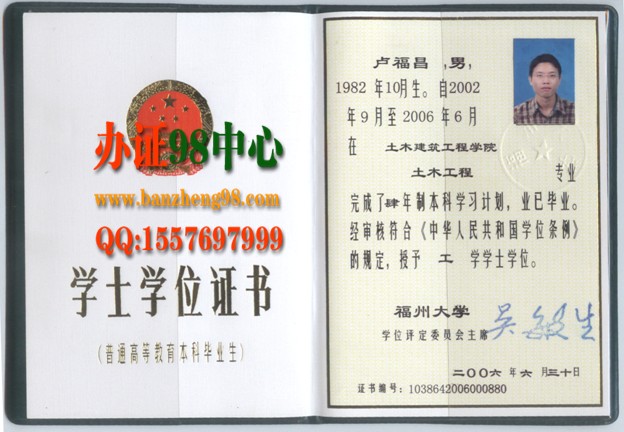 办证98中心
www.banzheng98.com
QQ:1557697999
学士学位证书
(普通高等教育本科毕业生)
卢福昌 ,男,
1982 年10月生。自2002
年9月至2006年6月
在 土木建筑工程学院
土木工程 专业
完成了肆年制本科学习计划,业已毕业。
经审核符合《中华人民共和国学位条例》
的规定,授予 工 学学士学位。
福州大学
学位评定委员会主席
吴敏生
二〇〇六年 六 月三十日
证书编号:1038642006000880